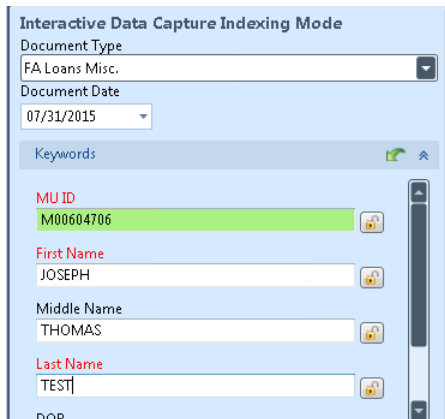 Interactive Data Capture Indexing Mode
Document Type
FA Loans Misc.
Document Date
07/31/2015
Keywords
MU ID
M00604706
First Name
JOSEPH
Middle Name
THOMAS
Last Name
TEST
DOB